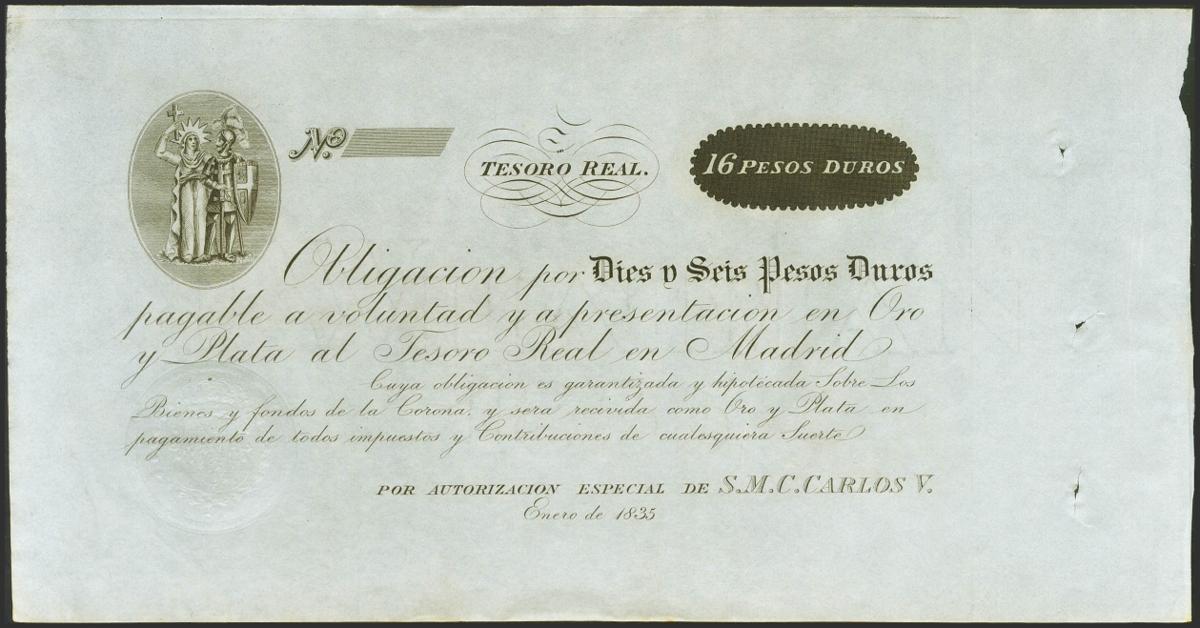 No.
TESORO REAL.
16 PESOS DUROS
Obligacion por Dies y Seis Pesos Duros
pagable a voluntad y a presentacion en Oro
y Plata al Tesoro Real en Madrid
Cuya obligacion es garantizada y hipotécada Sobre Los
Bienes y fondos de la Corona, y sera recivida como Oro y Plata en
pagamiento de todos impuestos y Contribuciones de cualesquiera Suerte
POR AUTORIZACION ESPECIAL DE S.M.C. CARLOS V.
Enero de 1835